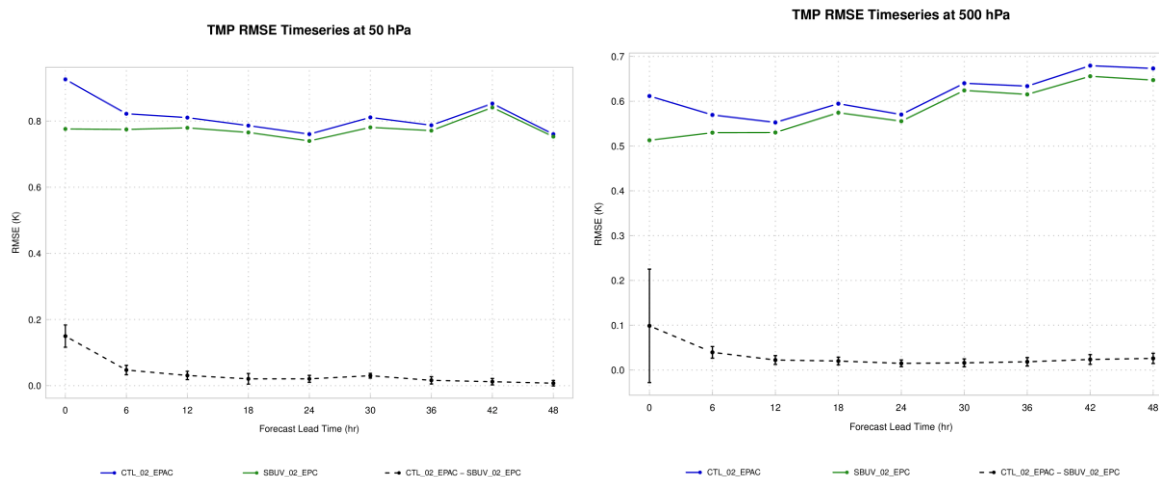 TMP RMSE Timeseries at 50 hPa
RMSE (K)
0.8
0.6
0.4
0.2
0.0
0 6 12 18 24 30 36 42 48
Forecast Lead Time (hr)
CTL_02_EPAC SBUV_02_EPC CTL_02_EPAC − SBUV_02_EPC
TMP RMSE Timeseries at 500 hPa
RMSE (K)
0.7
0.6
0.5
0.4
0.3
0.2
0.1
0.0
0 6 12 18 24 30 36 42 48
Forecast Lead Time (hr)
CTL_02_EPAC SBUV_02_EPC CTL_02_EPAC − SBUV_02_EPC